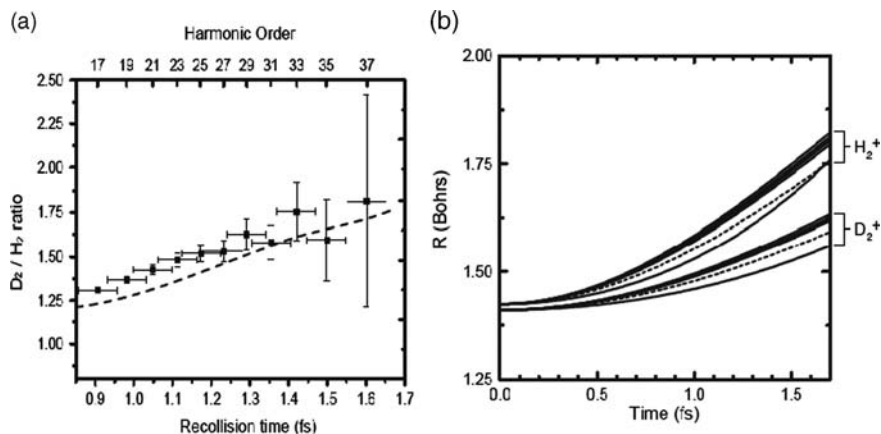 (a)
Harmonic Order
17 19 21 23 25 27 29 31 33 35 37
D₂ / H₂ ratio
2.50
2.25
2.00
1.75
1.50
1.25
1.00
0.9 1.0 1.1 1.2 1.3 1.4 1.5 1.6 1.7
Recollision time (fs)
(b)
R (Bohrs)
2.00
1.75
1.50
1.25
H₂⁺
D₂⁺
0.0 0.5 1.0 1.5
Time (fs)